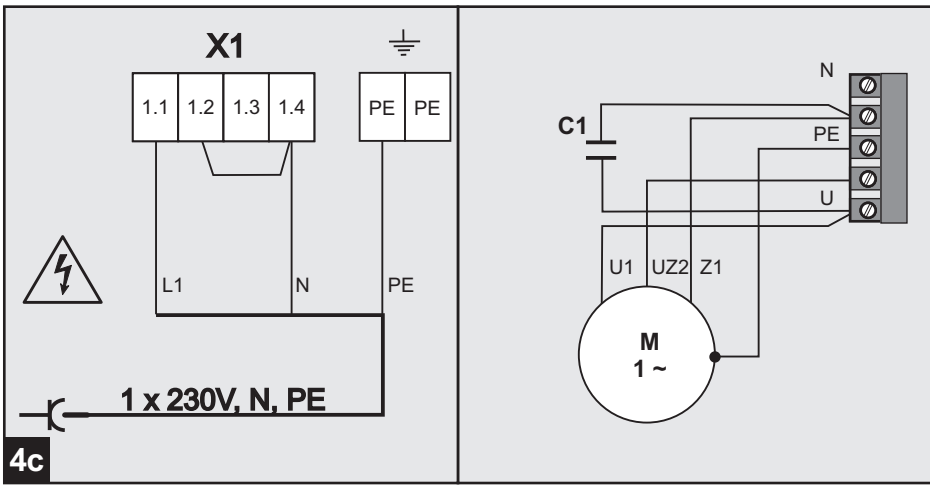 X1
1.1 1.2 1.3 1.4 PE PE
L1 N PE
1 x 230V, N, PE
4c
N
C1
PE
U
U1 UZ2 Z1
M
1 ~